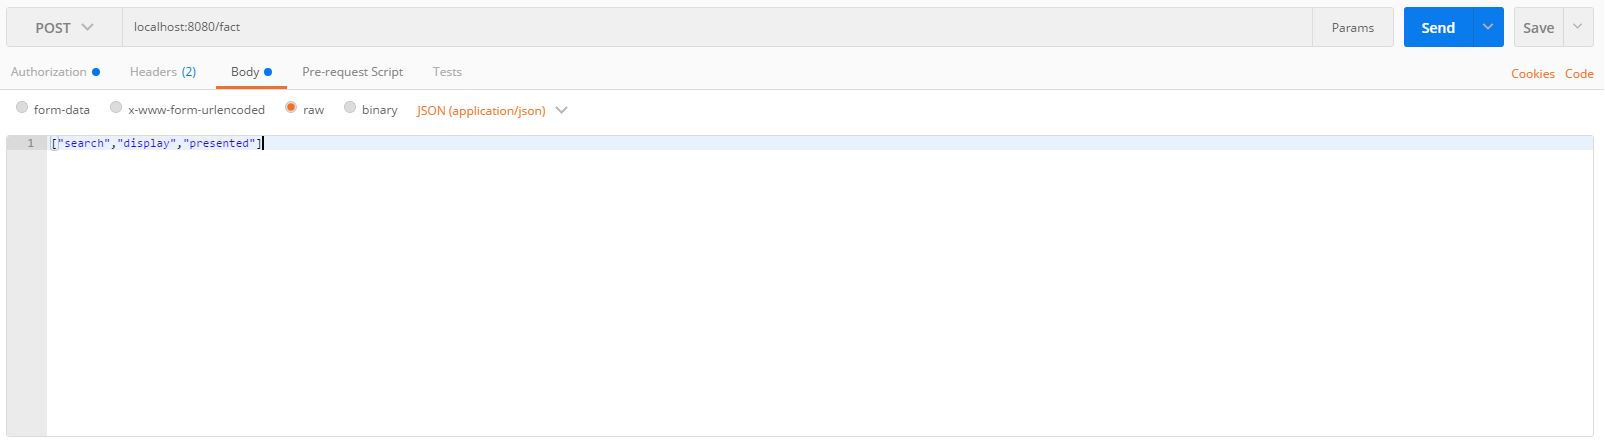 POST localhost:8080/fact Params Send Save
Authorization Headers (2) Body Pre-request Script Tests Cookies Code
form-data x-www-form-urlencoded raw binary JSON (application/json)
1 ["search","display","presented"]